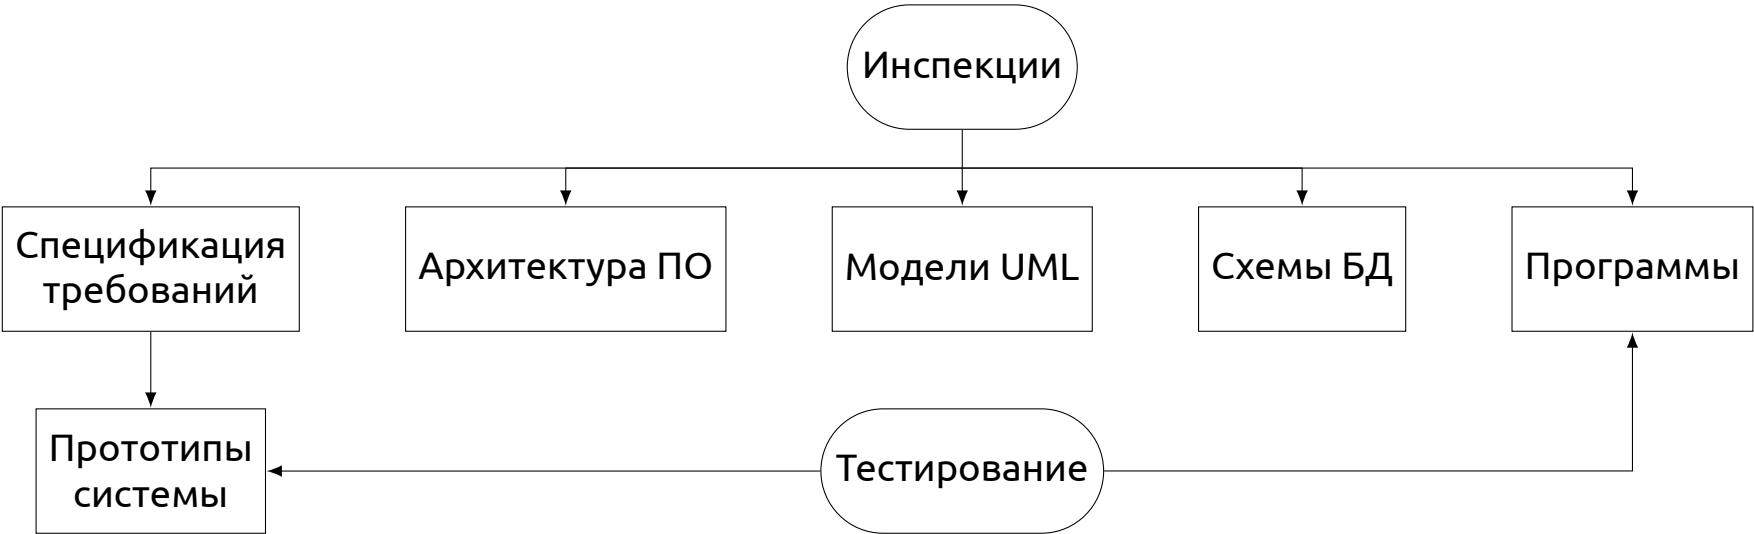 Инспекции
Спецификация
требований
Архитектура ПО
Модели UML
Схемы БД
Программы
Прототипы
системы
Тестирование